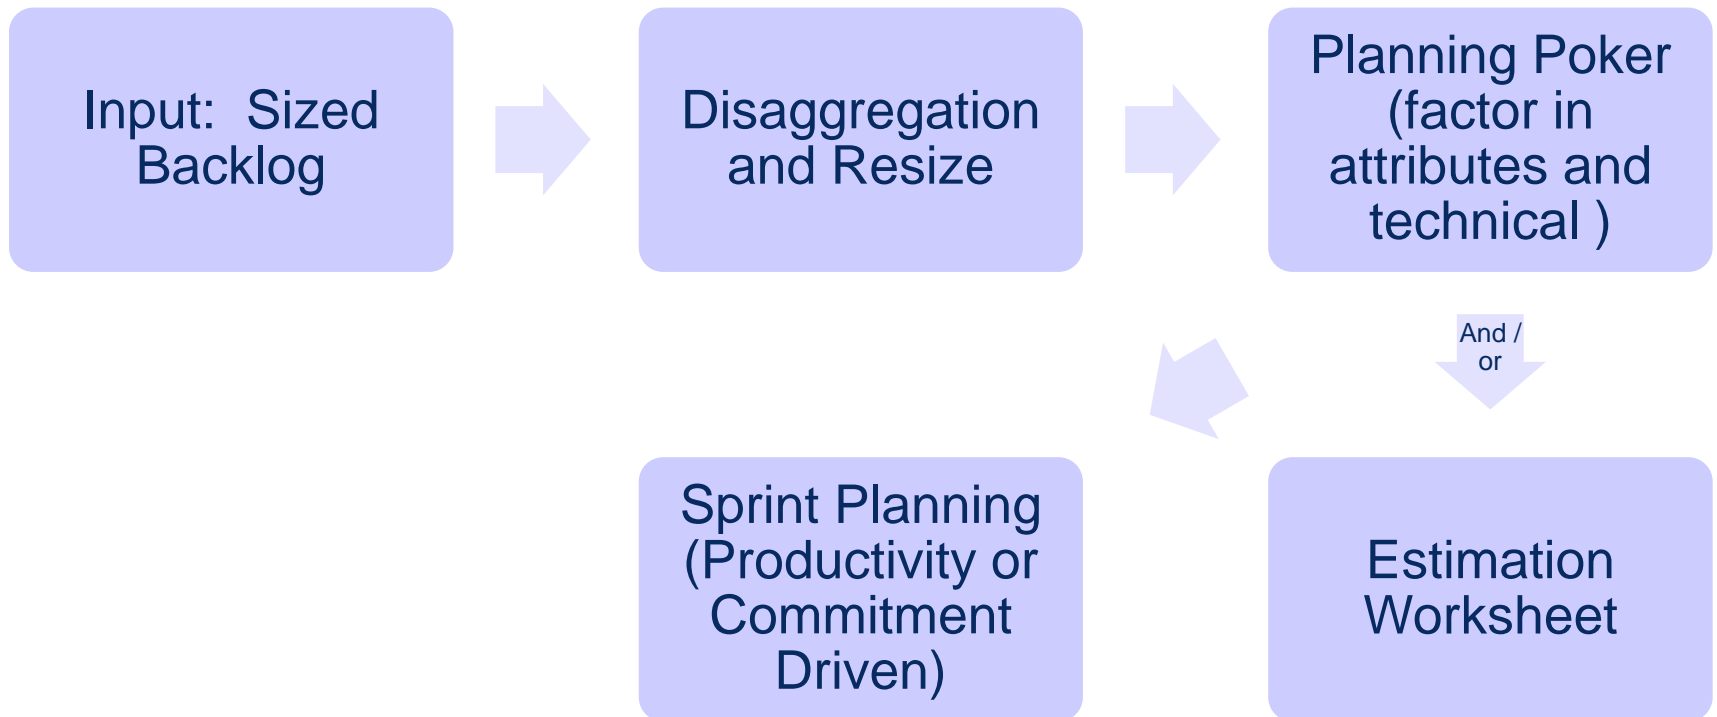 Input:  Sized
Backlog
Disaggregation
and Resize
Planning Poker
(factor in
attributes and
technical )
And /
or
Sprint Planning
(Productivity or
Commitment
Driven)
Estimation
Worksheet